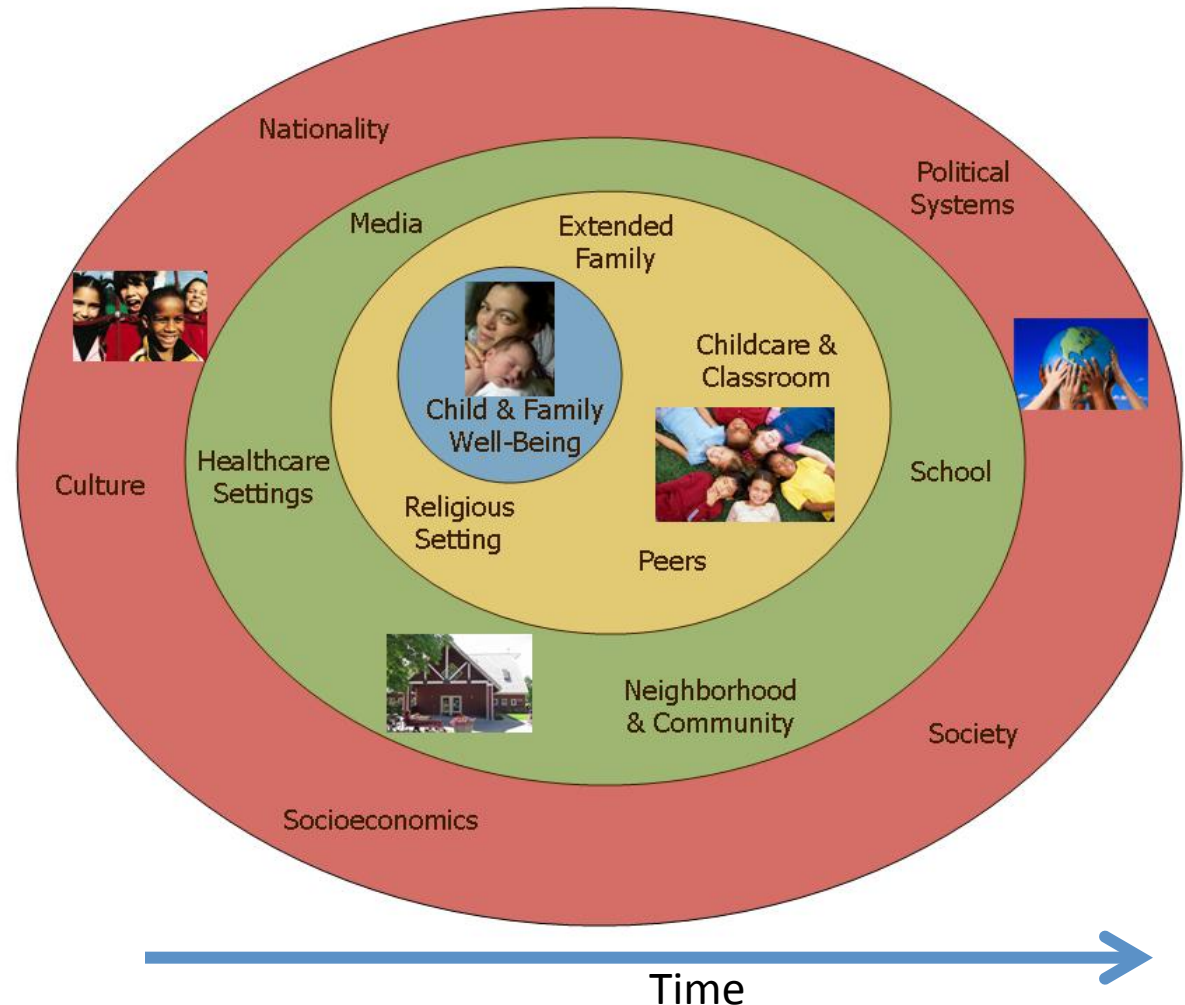 Nationality
Political
Systems
Media
Extended
Family
Childcare &
Classroom
Child & Family
Well-Being
Healthcare
Settings
School
Culture
Religious
Setting
Peers
Neighborhood
& Community
Society
Socioeconomics
Time